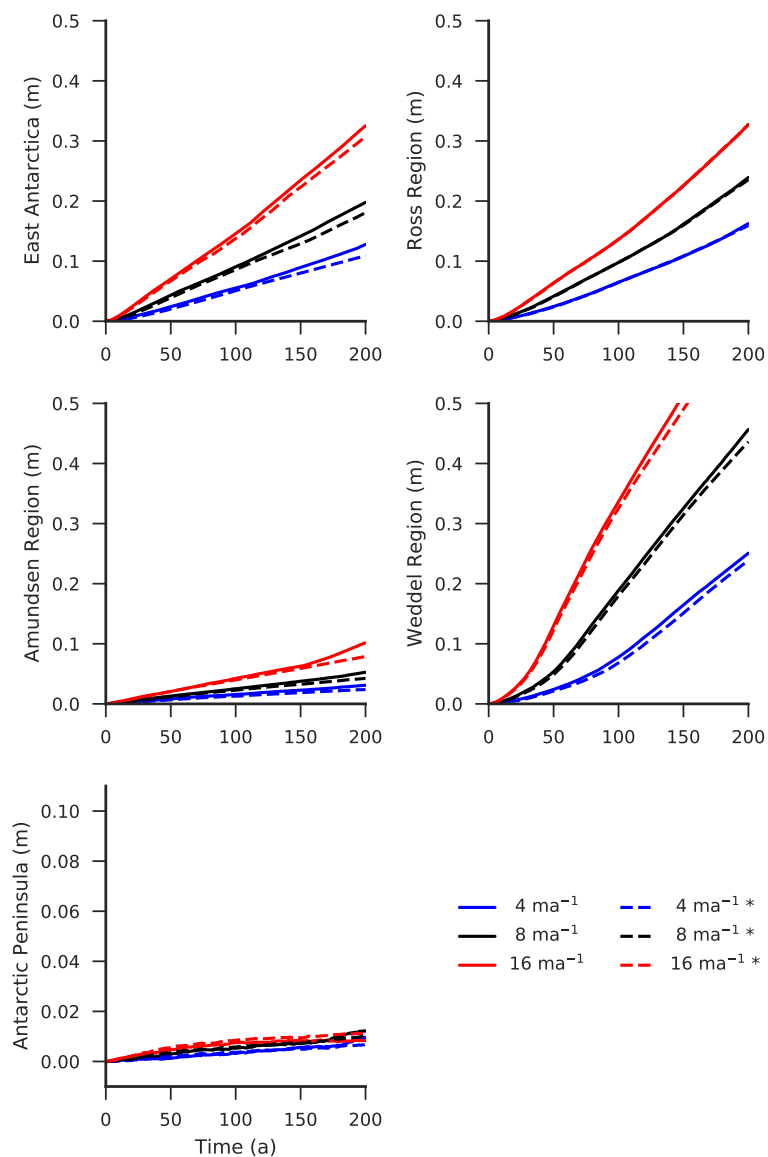 0.5
0.4
0.3
0.2
0.1
0.0
East Antarctica (m)
0 50 100 150 200
0.5
0.4
0.3
0.2
0.1
0.0
Ross Region (m)
0 50 100 150 200
0.5
0.4
0.3
0.2
0.1
0.0
Amundsen Region (m)
0 50 100 150 200
0.5
0.4
0.3
0.2
0.1
0.0
Weddel Region (m)
0 50 100 150 200
0.10
0.08
0.06
0.04
0.02
0.00
Antarctic Peninsula (m)
0 50 100 150 200
Time (a)
4 ma⁻¹ 4 ma⁻¹ *
8 ma⁻¹ 8 ma⁻¹ *
16 ma⁻¹ 16 ma⁻¹ *